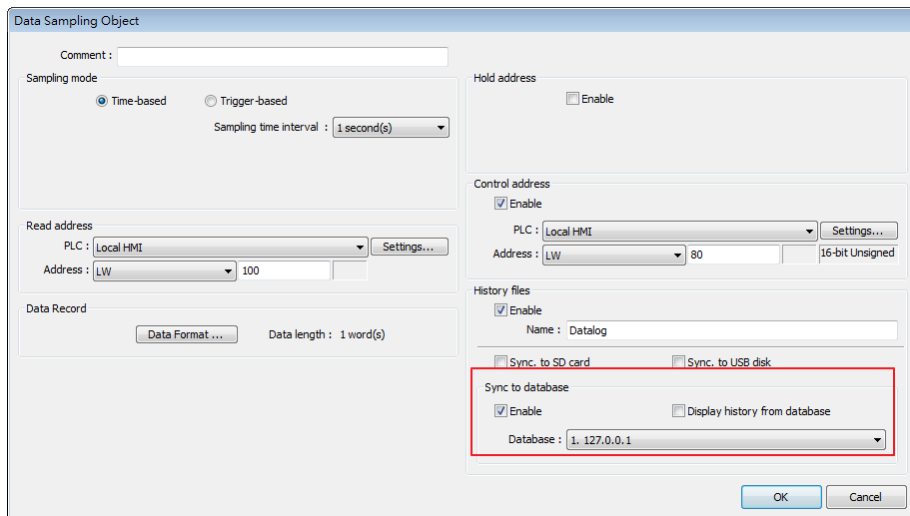 Data Sampling Object
Comment :
Sampling mode
Time-based Trigger-based
Sampling time interval : 1 second(s)
Read address
PLC : Local HMI Settings...
Address : LW 100
Data Record
Data Format ... Data length : 1 word(s)
Hold address
Enable
Control address
Enable
PLC : Local HMI Settings...
Address : LW 80 16-bit Unsigned
History files
Enable
Name : Datalog
Sync. to SD card Sync. to USB disk
Sync to database
Enable Display history from database
Database : 1. 127.0.0.1
OK Cancel